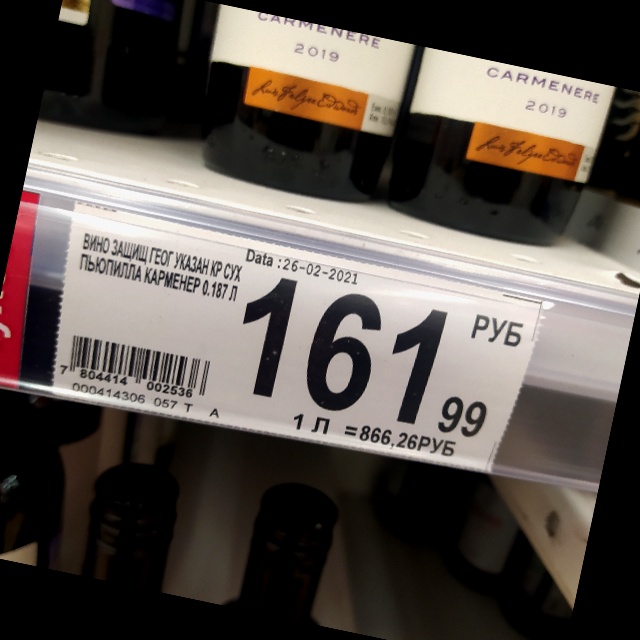 CARMENERE
2019
CARMENERE
2019
ВИНО ЗАЩИЩ ГЕОГ УКАЗАН КР СУХ
ПЬЮПИЛЛА КАРМЕНЕР 0.187 Л
Data :26-02-2021
161 99
РУБ
7 804414 002536
000414306 057 Т А
1 Л =866,26РУБ